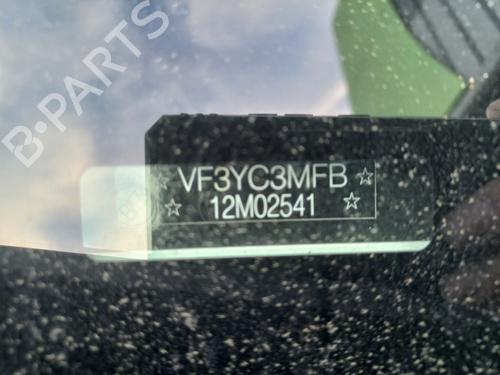 B-PARTS
☆ VF3YC3MFB ☆
☆ 12M02541 ☆